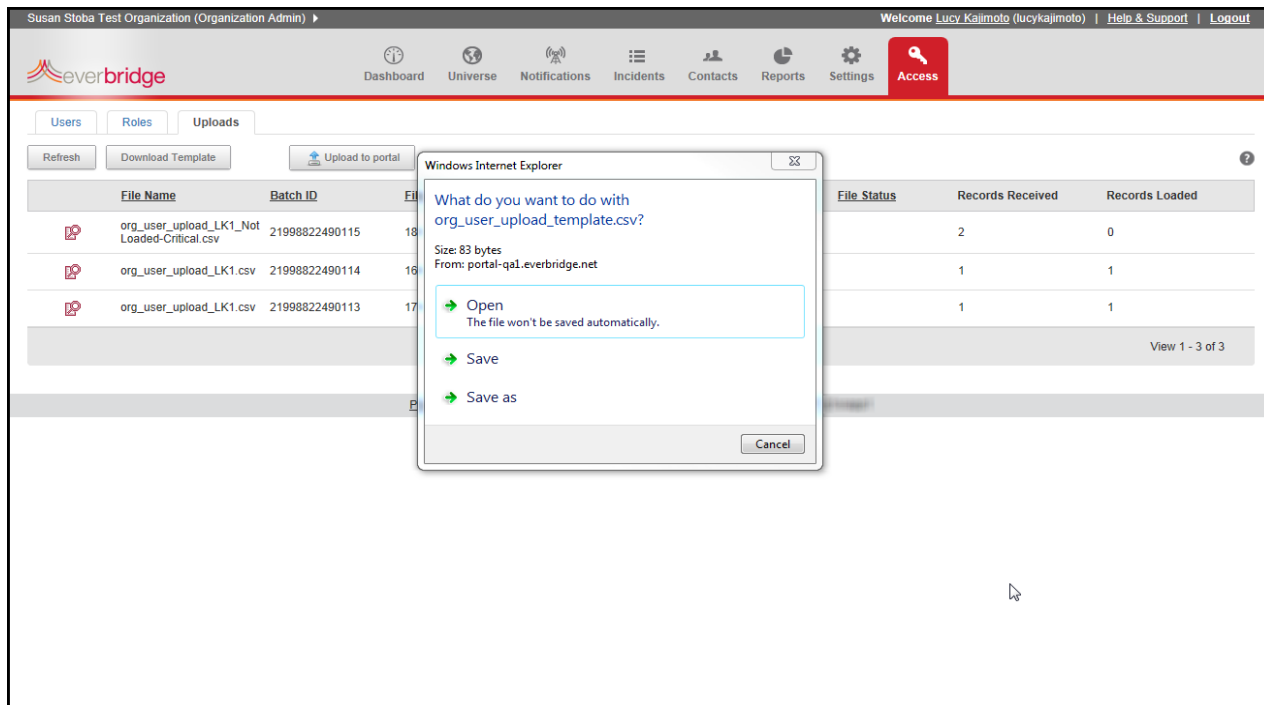 Susan Stoba Test Organization (Organization Admin)
Welcome Lucy Kajimoto (lucykajimoto) | Help & Support | Logout
everbridge
Dashboard Universe Notifications Incidents Contacts Reports Settings Access
Users Roles Uploads
Refresh Download Template Upload to portal
File Name Batch ID File Status Records Received Records Loaded
org_user_upload_LK1_Not
Loaded-Critical.csv
21998822490115 18 2 0
org_user_upload_LK1.csv 21998822490114 16 1 1
org_user_upload_LK1.csv 21998822490113 17 1 1
View 1 - 3 of 3
Windows Internet Explorer
What do you want to do with
org_user_upload_template.csv?
Size: 83 bytes
From: portal-qa1.everbridge.net
Open
The file won't be saved automatically.
Save
Save as
Cancel